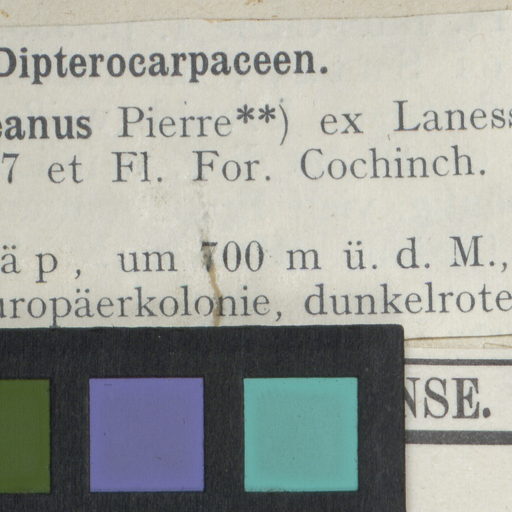 Dipterocarpaceen.
eanus Pierre**) ex Laness
7 et Fl. For. Cochinch.
äp, um 700 m ü. d. M.,
uropäerkolonie, dunkelrote
NSE.